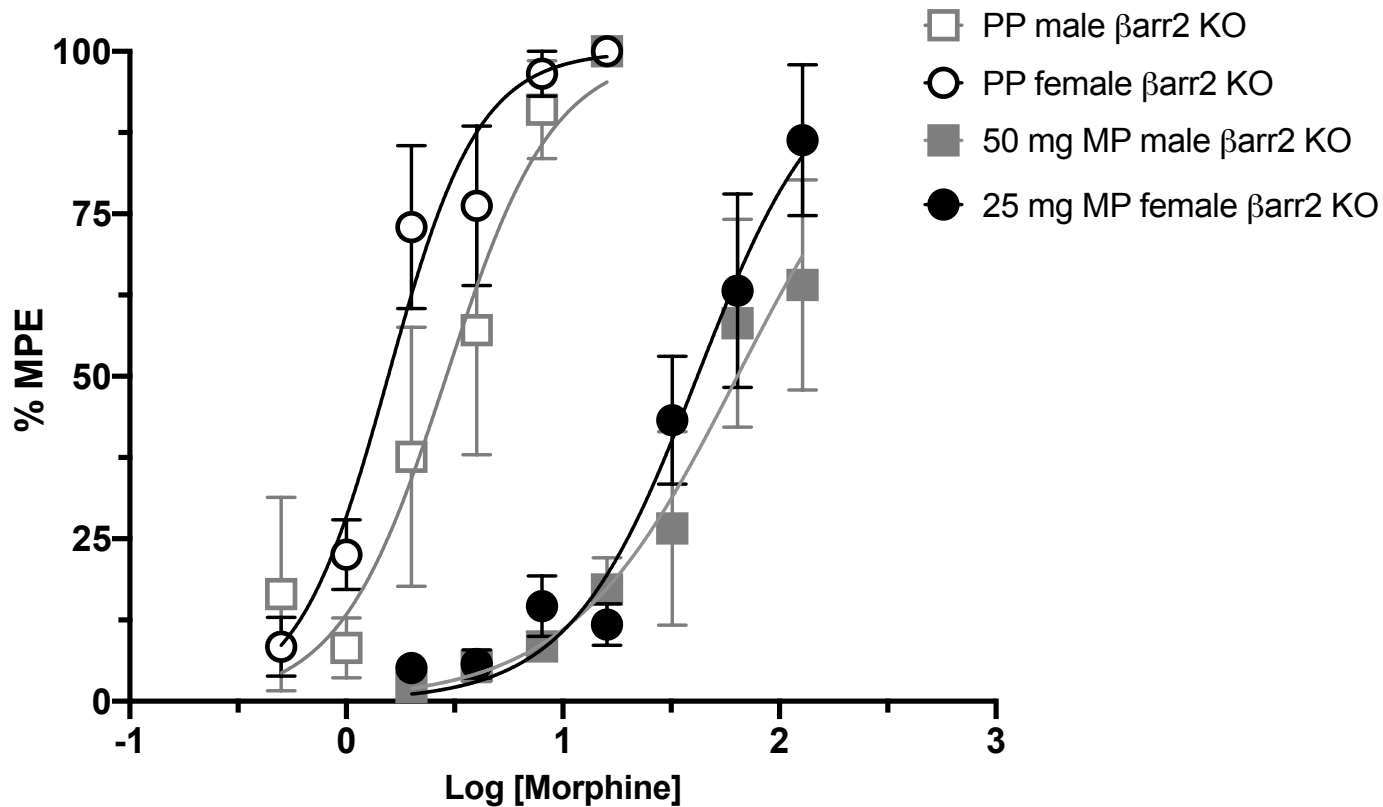 PP male βarr2 KO
PP female βarr2 KO
50 mg MP male βarr2 KO
25 mg MP female βarr2 KO
100
75
50
25
0
% MPE
-1 0 1 2 3
Log [Morphine]